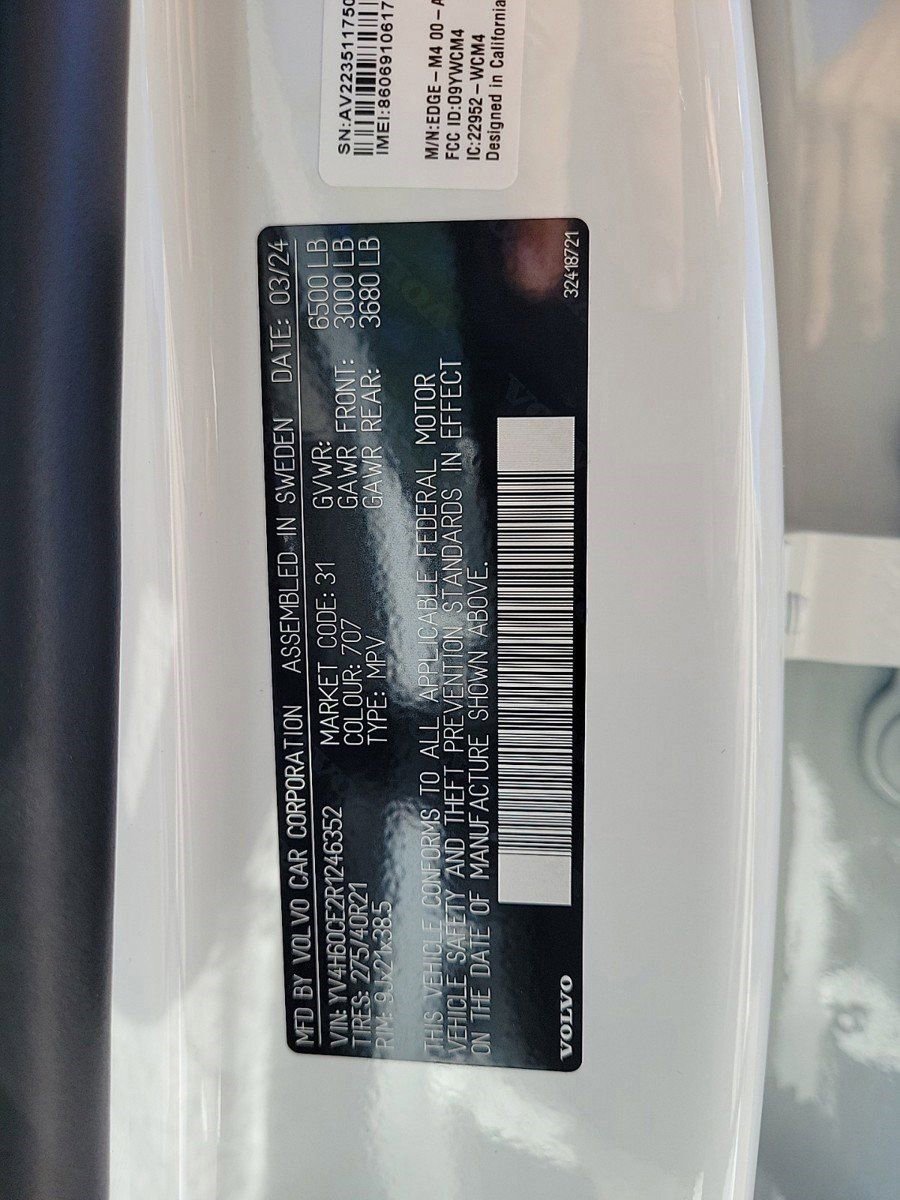 MFD BY VOLVO CAR CORPORATION ASSEMBLED IN SWEDEN DATE: 03/24
VIN: YV4H60CE2R1246352 MARKET CODE: 31 GVWR: 6500 LB
TIRES: 275/40R21 COLOUR: 707 GAWR FRONT: 3000 LB
RIM: 9Jx21x38.5 TYPE: MPV GAWR REAR: 3680 LB
THIS VEHICLE CONFORMS TO ALL APPLICABLE FEDERAL MOTOR
VEHICLE SAFETY AND THEFT PREVENTION STANDARDS IN EFFECT
ON THE DATE OF MANUFACTURE SHOWN ABOVE.
VOLVO 32418721
SN:AV223511750
IMEI:8606910617
M/N:EDGE-M4 00-A
FCC ID:09YWCM4
IC:22952-WCM4
Designed in California